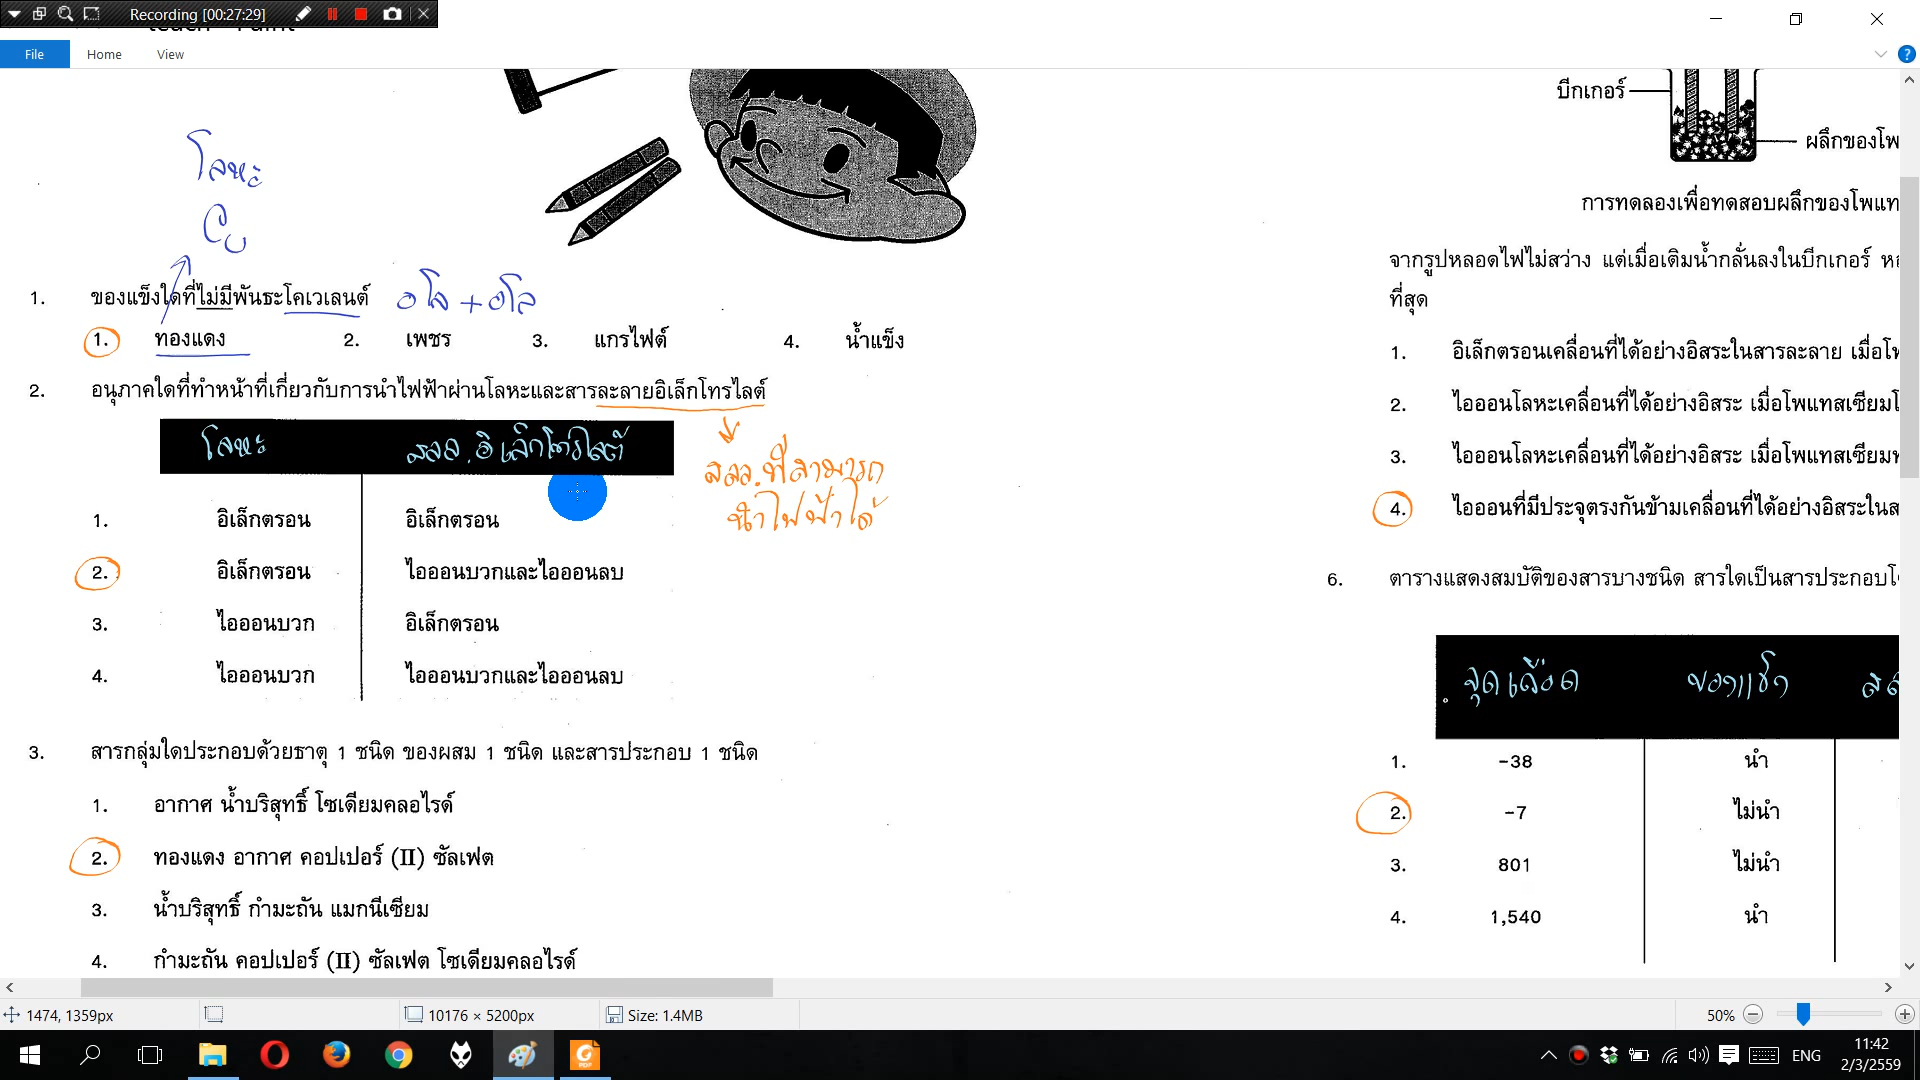 Recording [00:27:29]
File
Home
View
โลหะ
Cu
1. ของแข็งใดที่ไม่มีพันธะโคเวเลนต์ อโล + อโล
1. ทองแดง 2. เพชร 3. แกรไฟต์ 4. น้ำแข็ง
2. อนุภาคใดที่ทำหน้าที่เกี่ยวกับการนำไฟฟ้าผ่านโลหะและสารละลายอิเล็กโทรไลต์
โลหะ สลล.อิเล็กโทรไลต์
สลล.ที่สามารถ
นำไฟฟ้าได้
1. อิเล็กตรอน อิเล็กตรอน
2. อิเล็กตรอน ไอออนบวกและไอออนลบ
3. ไอออนบวก อิเล็กตรอน
4. ไอออนบวก ไอออนบวกและไอออนลบ
3. สารกลุ่มใดประกอบด้วยธาตุ 1 ชนิด ของผสม 1 ชนิด และสารประกอบ 1 ชนิด
1. อากาศ น้ำบริสุทธิ์ โซเดียมคลอไรด์
2. ทองแดง อากาศ คอปเปอร์ (II) ซัลเฟต
3. น้ำบริสุทธิ์ กำมะถัน แมกนีเซียม
4. กำมะถัน คอปเปอร์ (II) ซัลเฟต โซเดียมคลอไรด์
บีกเกอร์
ผลึกของโพ
การทดลองเพื่อทดสอบผลึกของโพแท
จากรูปหลอดไฟไม่สว่าง แต่เมื่อเติมน้ำกลั่นลงในบีกเกอร์ ห
ที่สุด
1. อิเล็กตรอนเคลื่อนที่ได้อย่างอิสระในสารละลาย เมื่อโ
2. ไอออนโลหะเคลื่อนที่ได้อย่างอิสระ เมื่อโพแทสเซียมโ
3. ไอออนโลหะเคลื่อนที่ได้อย่างอิสระ เมื่อโพแทสเซียม
4. ไอออนที่มีประจุตรงกันข้ามเคลื่อนที่ได้อย่างอิสระในส
6. ตารางแสดงสมบัติของสารบางชนิด สารใดเป็นสารประกอบโ
จุดเดือด ของแข็ง
1. -38 นำ
2. -7 ไม่นำ
3. 801 ไม่นำ
4. 1,540 นำ
1474, 1359px
10176 × 5200px
Size: 1.4MB
50%
ENG
11:42
2/3/2559